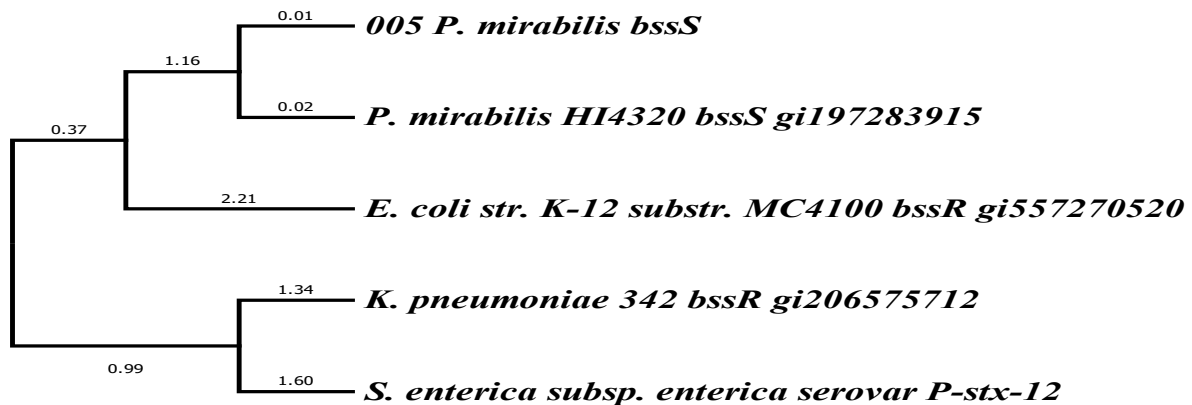 0.01
005 P. mirabilis bssS
1.16
0.02
P. mirabilis HI4320 bssS gi197283915
0.37
2.21
E. coli str. K-12 substr. MC4100 bssR gi557270520
1.34
K. pneumoniae 342 bssR gi206575712
0.99
1.60
S. enterica subsp. enterica serovar P-stx-12